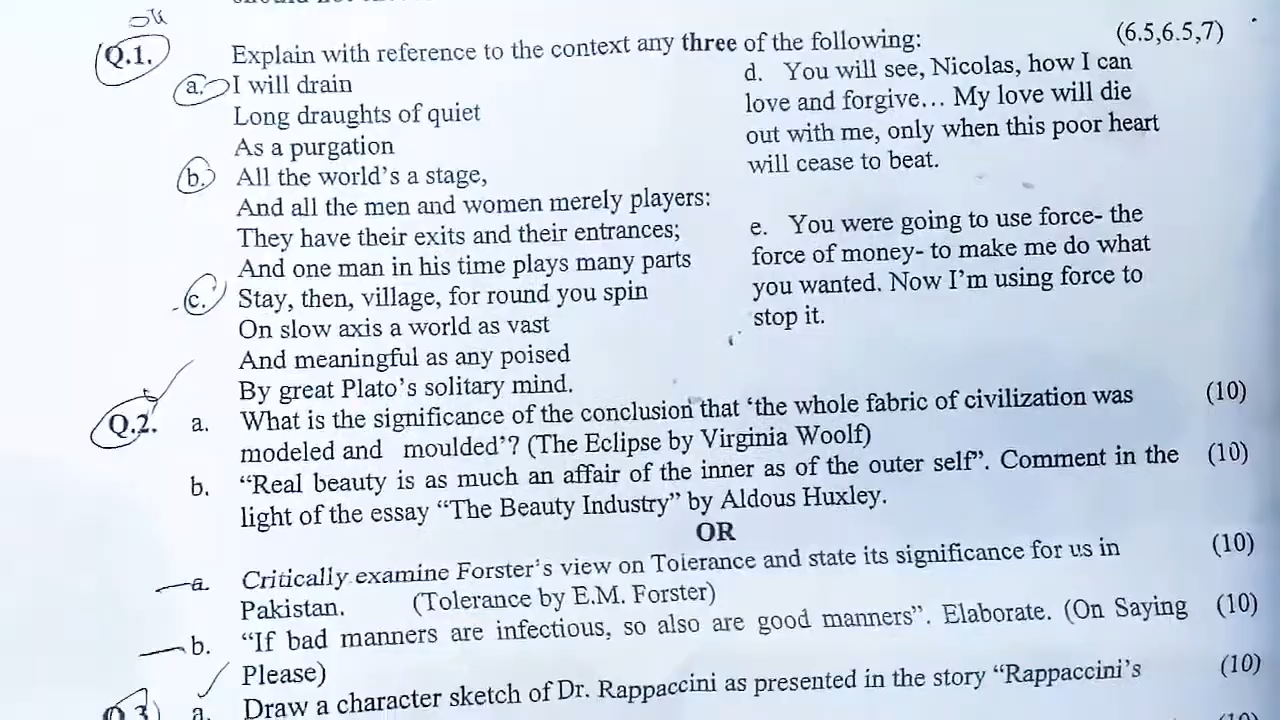 Q.1. Explain with reference to the context any three of the following: (6.5,6.5,7)
a. I will drain
Long draughts of quiet
As a purgation
b. All the world's a stage,
And all the men and women merely players:
They have their exits and their entrances;
And one man in his time plays many parts
c. Stay, then, village, for round you spin
On slow axis a world as vast
And meaningful as any poised
By great Plato's solitary mind.
d. You will see, Nicolas, how I can
love and forgive… My love will die
out with me, only when this poor heart
will cease to beat.
e. You were going to use force- the
force of money- to make me do what
you wanted. Now I'm using force to
stop it.
Q.2. a. What is the significance of the conclusion that 'the whole fabric of civilization was (10)
modeled and moulded'? (The Eclipse by Virginia Woolf)
b. "Real beauty is as much an affair of the inner as of the outer self". Comment in the (10)
light of the essay "The Beauty Industry" by Aldous Huxley.
OR
a. Critically examine Forster's view on Tolerance and state its significance for us in (10)
Pakistan. (Tolerance by E.M. Forster)
b. "If bad manners are infectious, so also are good manners". Elaborate. (On Saying (10)
Please)
Q.3 a. Draw a character sketch of Dr. Rappaccini as presented in the story "Rappaccini's (10)